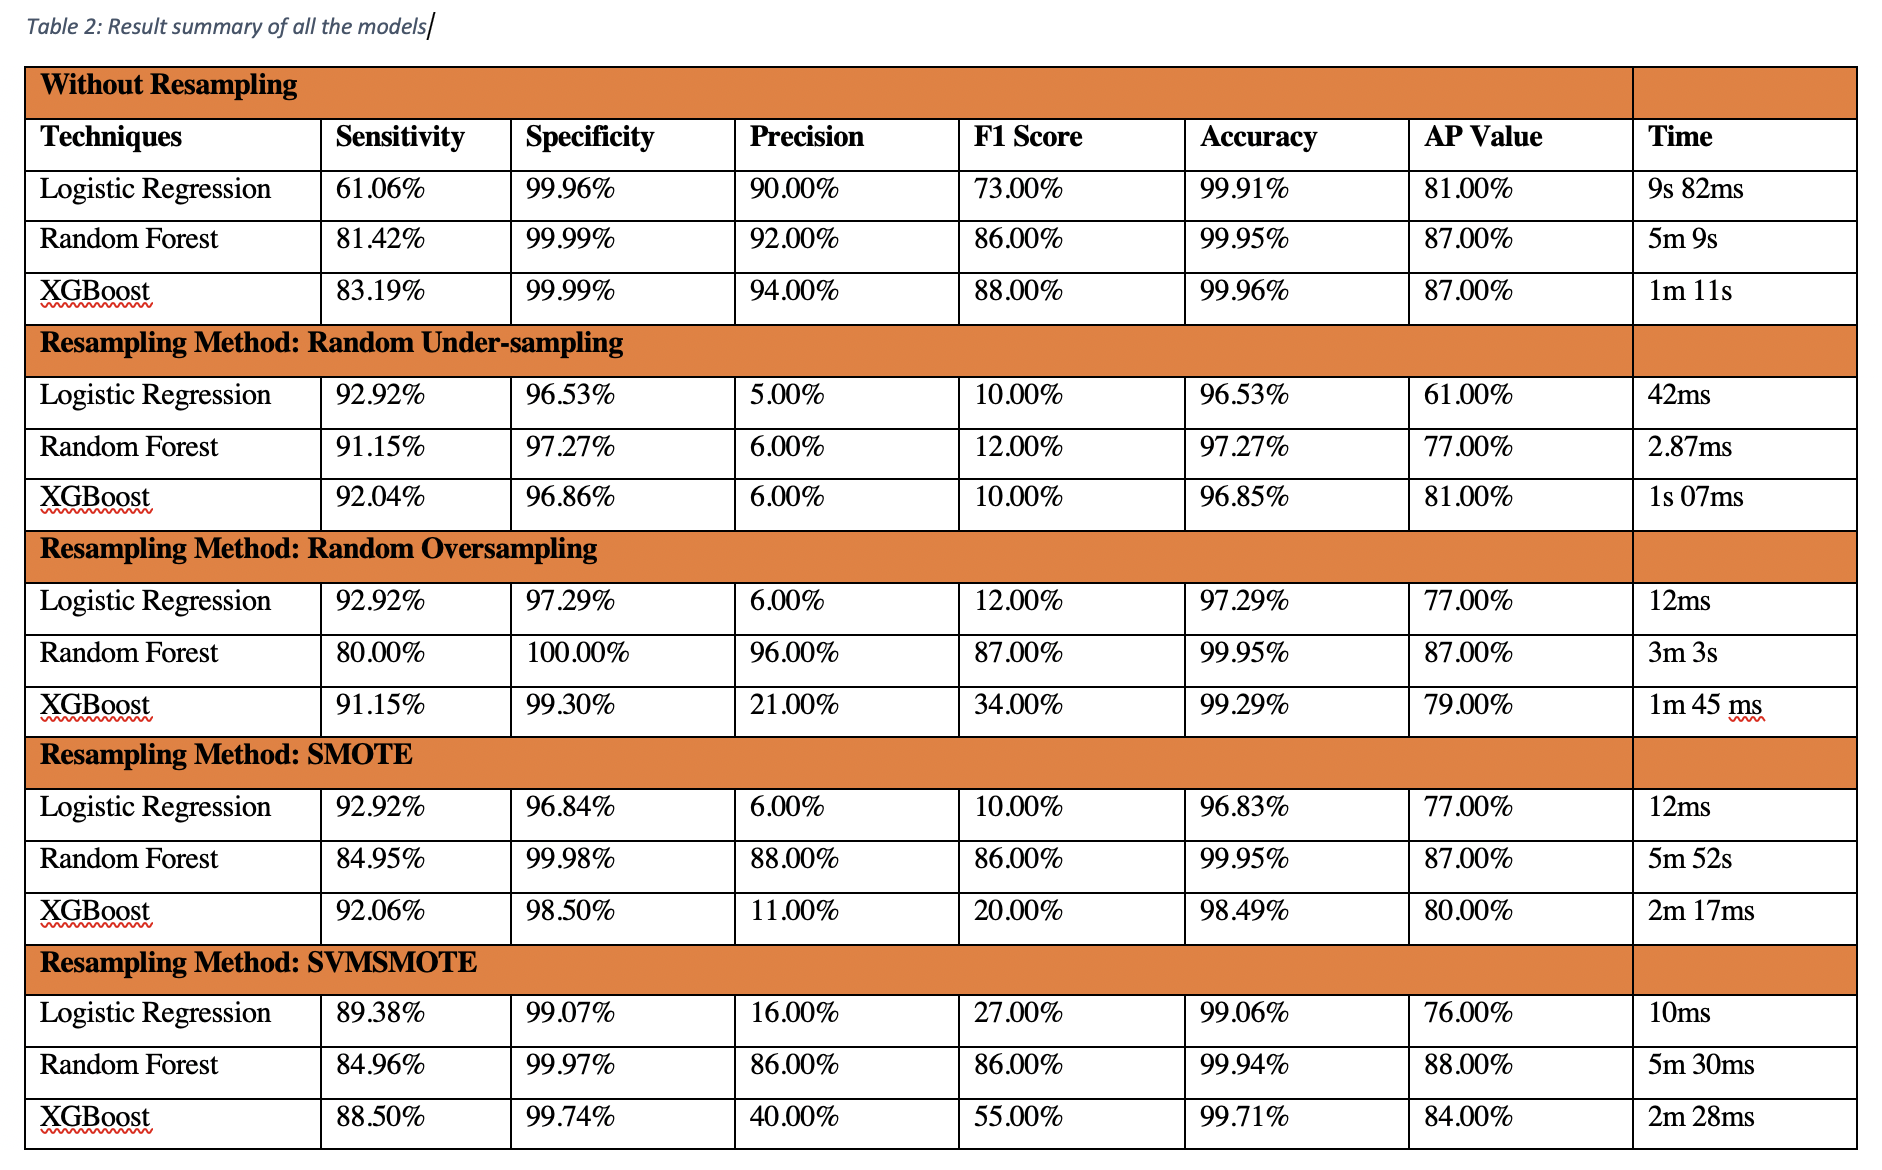 Table 2: Result summary of all the models
Without Resampling
Techniques Sensitivity Specificity Precision F1 Score Accuracy AP Value Time
Logistic Regression 61.06% 99.96% 90.00% 73.00% 99.91% 81.00% 9s 82ms
Random Forest 81.42% 99.99% 92.00% 86.00% 99.95% 87.00% 5m 9s
XGBoost 83.19% 99.99% 94.00% 88.00% 99.96% 87.00% 1m 11s
Resampling Method: Random Under-sampling
Logistic Regression 92.92% 96.53% 5.00% 10.00% 96.53% 61.00% 42ms
Random Forest 91.15% 97.27% 6.00% 12.00% 97.27% 77.00% 2.87ms
XGBoost 92.04% 96.86% 6.00% 10.00% 96.85% 81.00% 1s 07ms
Resampling Method: Random Oversampling
Logistic Regression 92.92% 97.29% 6.00% 12.00% 97.29% 77.00% 12ms
Random Forest 80.00% 100.00% 96.00% 87.00% 99.95% 87.00% 3m 3s
XGBoost 91.15% 99.30% 21.00% 34.00% 99.29% 79.00% 1m 45 ms
Resampling Method: SMOTE
Logistic Regression 92.92% 96.84% 6.00% 10.00% 96.83% 77.00% 12ms
Random Forest 84.95% 99.98% 88.00% 86.00% 99.95% 87.00% 5m 52s
XGBoost 92.06% 98.50% 11.00% 20.00% 98.49% 80.00% 2m 17ms
Resampling Method: SVMSMOTE
Logistic Regression 89.38% 99.07% 16.00% 27.00% 99.06% 76.00% 10ms
Random Forest 84.96% 99.97% 86.00% 86.00% 99.94% 88.00% 5m 30ms
XGBoost 88.50% 99.74% 40.00% 55.00% 99.71% 84.00% 2m 28ms